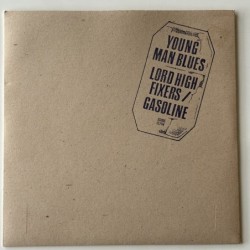 YOUNG
MAN BLUES
LORD HIGH
FIXERS/
GASOLINE